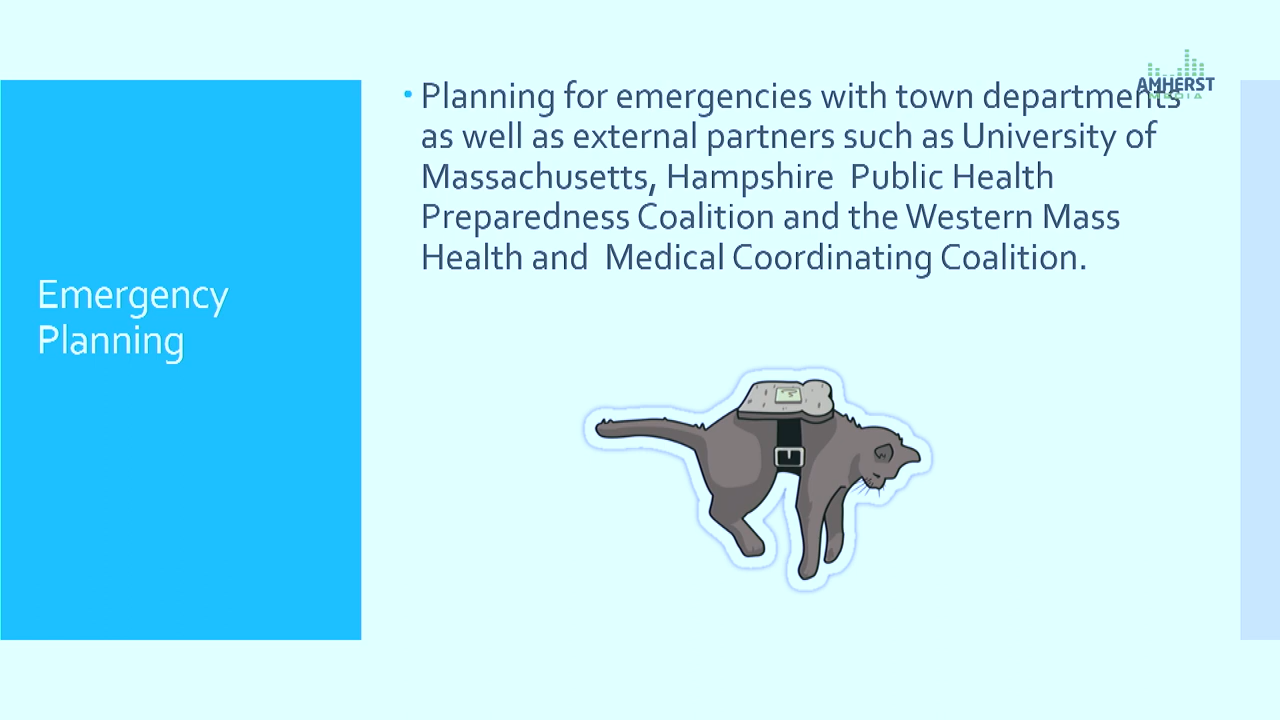 AMHERST
MEDIA
• Planning for emergencies with town departments
as well as external partners such as University of
Massachusetts, Hampshire Public Health
Preparedness Coalition and the Western Mass
Health and Medical Coordinating Coalition.
Emergency
Planning